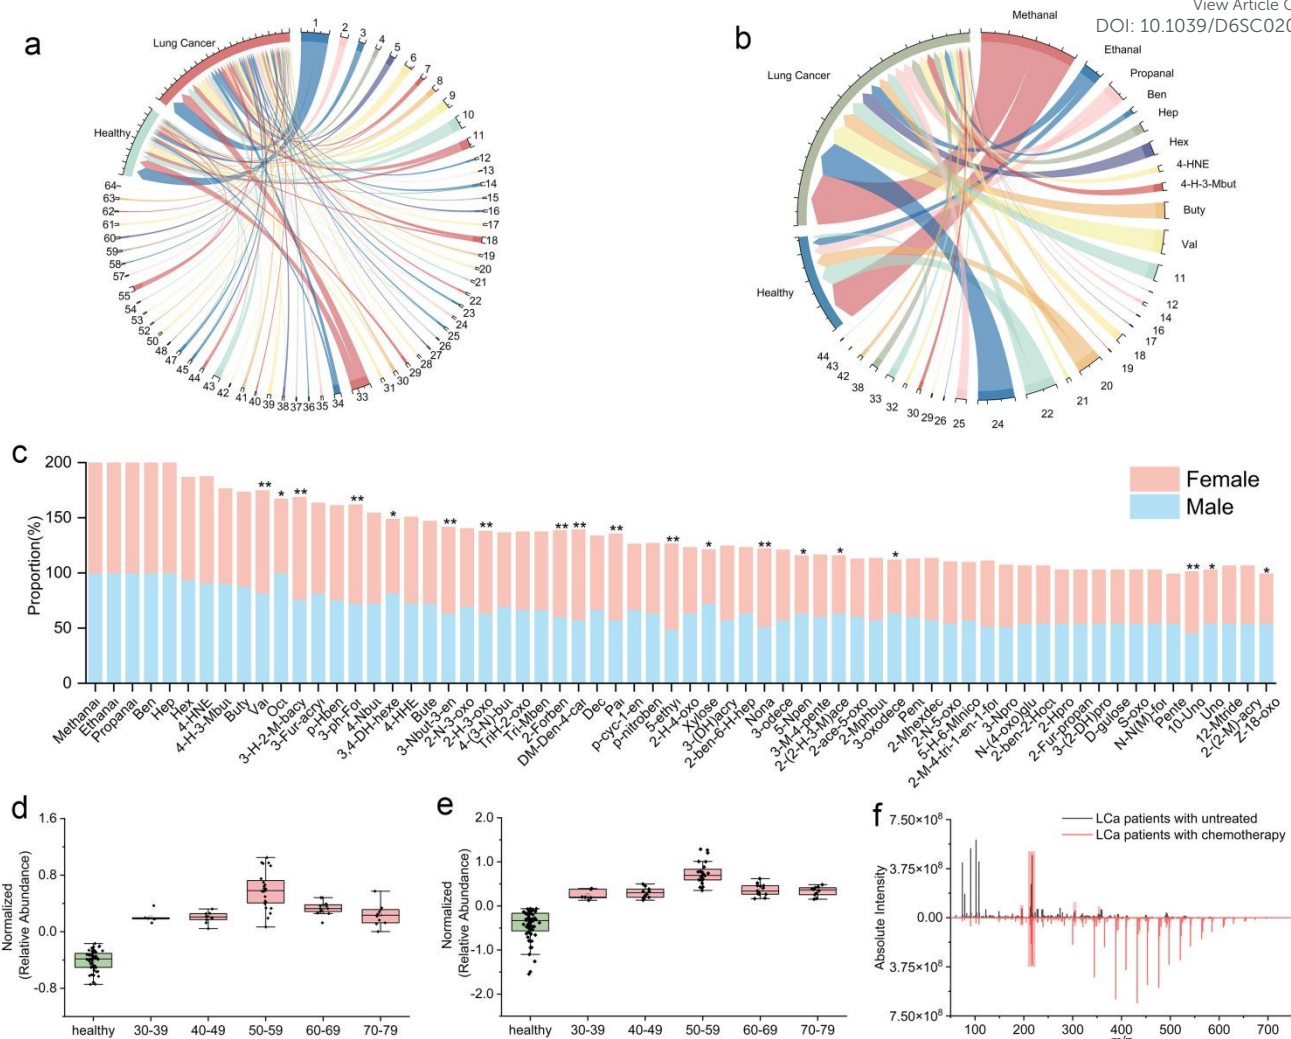 View Article O
DOI: 10.1039/D6SC020
a
Lung Cancer
Healthy
1
2
3
4
5
6
7
8
9
10
11
12
13
14
15
16
17
18
19
20
21
22
23
24
25
26
27
28
29
30
31
33
34
35
36
37
38
39
40
41
42
43
44
45
47
48
50
52
53
54
55
57
58
59
60
61
62
63
64
b
Lung Cancer
Healthy
Methanal
Ethanal
Propanal
Ben
Hep
Hex
4-HNE
4-H-3-Mbut
Buty
Val
11
12
14
16
17
18
19
20
21
22
24
25
26
29
30
32
33
38
42
43
44
c
Proportion(%)
200
150
100
50
0
Female
Male
** * ** ** * ** ** ** ** ** ** * ** * * * ** * *
Methanal
Ethanal
Propanal
Ben
Hep
Hex
4-HNE
4-H-3-Mbut
Buty
Val
Oct
3-H-2-M-bacy
3-Fur-acry
p-Hben
3-ph-Fot
4-Nbut
3,4-DH-hexe
4-HHE
Bute
3-Nbut-3-en
2-N-3-oxo
2-H-3-oxo
4-(3-N)-but
TriH-2-oxo
Tri-Mben
2-Forben
DM-Den-4-cal
Dec
Pal
p-cyc-1-en
p-nitroben
5-ethyl
2-H-4-oxo
Xylose
3-(DH)acry
2-ben-6-H-hep
Nona
3-odece
5-Npen
3-M-4-pente
2-(2-H-3-M)ace
2-ace-5-oxo
2-Mphbut
3-oxodece
Pent
2-Mhexdec
2-N-5-oxo
5-H-6-Mnico
2-M-4-tri-1-en-1-fol
3-Npro
N-(4-oxo)glu
2-ben-2-Hoct
2-Hpro
2-Fur-propan
3-(2-DH)pro
D-glucose
5-oxo
N-N(M)-for
Pente
10-Uno
Uno
12-Mtride
2-(2-M)-acry
Z-18-oxo
d
Normalized
(Relative Abundance)
1.6
0.8
0.0
-0.8
healthy 30-39 40-49 50-59 60-69 70-79
e
Normalized
(Relative Abundance)
2.0
1.0
0.0
-1.0
-2.0
healthy 30-39 40-49 50-59 60-69 70-79
f
Absolute Intensity
7.50×10⁸
3.75×10⁸
0.00
3.75×10⁸
7.50×10⁸
LCa patients with untreated
LCa patients with chemotherapy
100 200 300 400 500 600 700